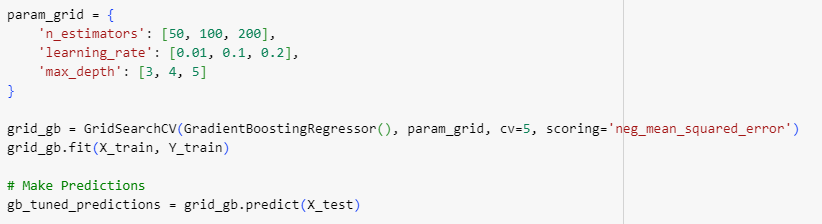 param_grid = {
    'n_estimators': [50, 100, 200],
    'learning_rate': [0.01, 0.1, 0.2],
    'max_depth': [3, 4, 5]
}
grid_gb = GridSearchCV(GradientBoostingRegressor(), param_grid, cv=5, scoring='neg_mean_squared_error')
grid_gb.fit(X_train, Y_train)
# Make Predictions
gb_tuned_predictions = grid_gb.predict(X_test)